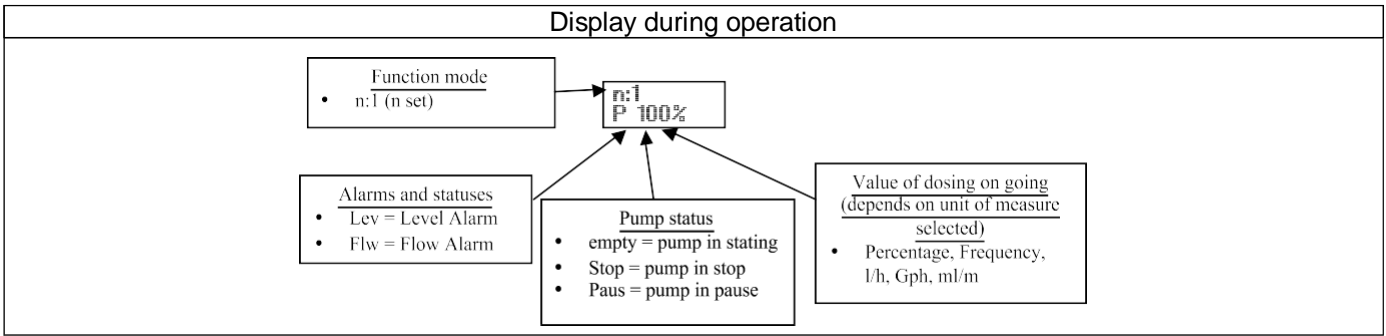 Display during operation
Function mode
• n:1 (n set)
n:1
P 100%
Alarms and statuses
• Lev = Level Alarm
• Flw = Flow Alarm
Pump status
• empty = pump in stating
• Stop = pump in stop
• Paus = pump in pause
Value of dosing on going
(depends on unit of measure
selected)
• Percentage, Frequency,
l/h, Gph, ml/m